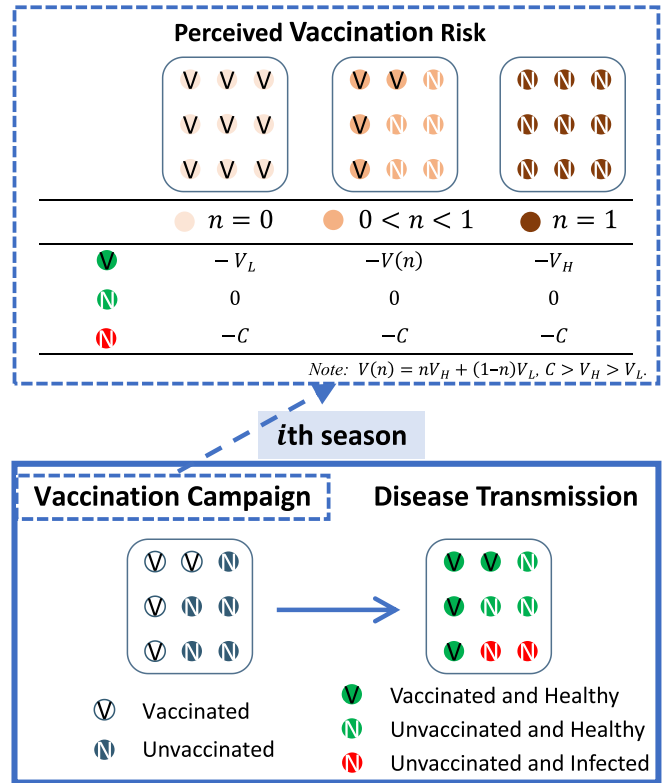 Perceived Vaccination Risk
V V V V V N N N N
V V V V N N N N N
V V V V N N N N N
n = 0 0 < n < 1 n = 1
V − V_L −V(n) −V_H
N 0 0 0
N −C −C −C
Note: V(n) = nV_H + (1–n)V_L, C > V_H > V_L.
ith season
Vaccination Campaign Disease Transmission
V V N V V N
V N N V N N
V N N V N N
V Vaccinated
N Unvaccinated
V Vaccinated and Healthy
N Unvaccinated and Healthy
N Unvaccinated and Infected